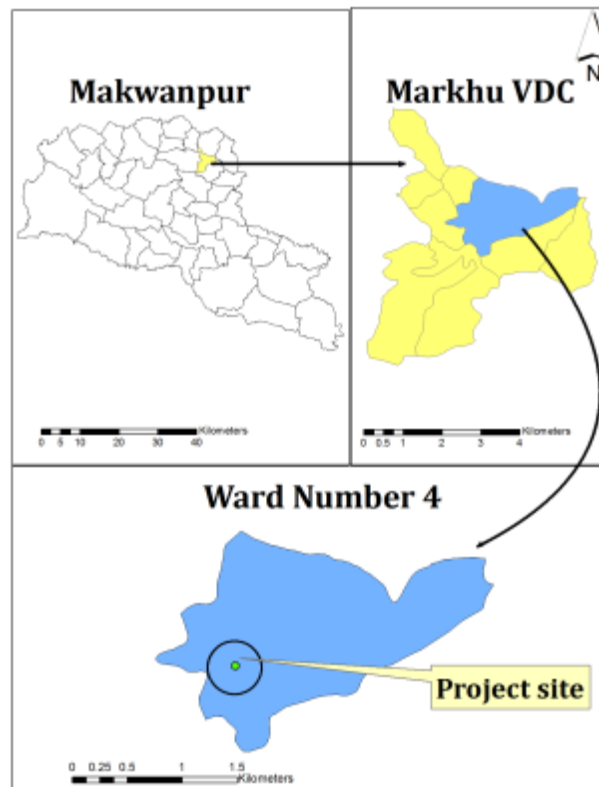 N
Makwanpur
Markhu VDC
Kilometers
0 5 10 20 30 40
Kilometers
0 0.5 1 2 3 4
Ward Number 4
Project site
0 0.25 0.5 1 1.5
Kilometers